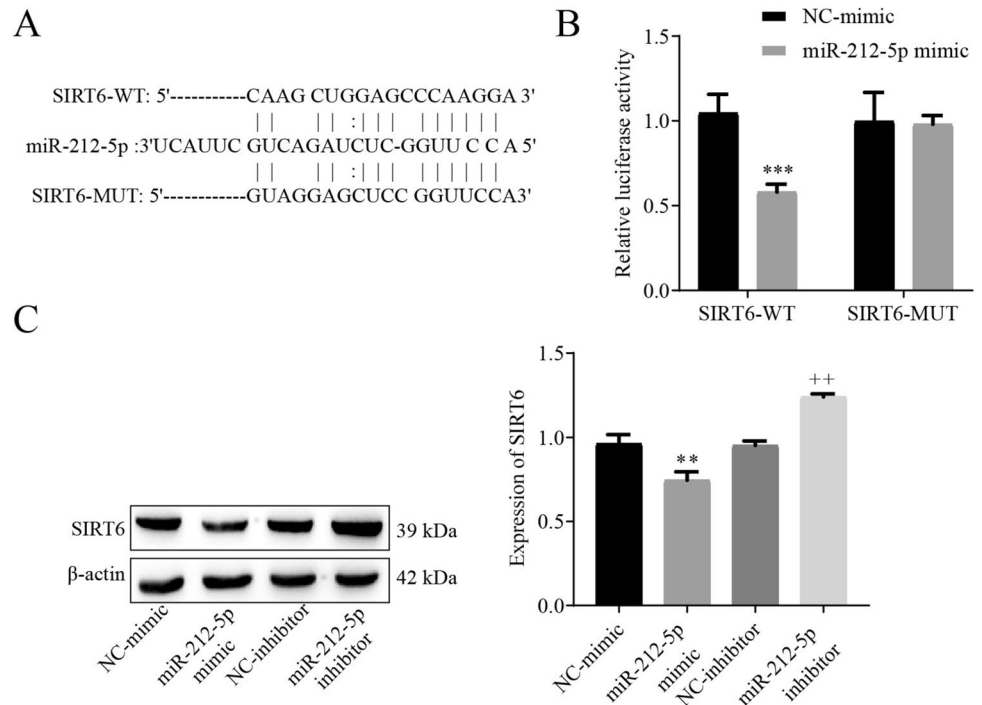 A
SIRT6-WT: 5'-----------CAAG CUGGAGCCCAAGGA 3'
miR-212-5p :3'UCAUUC GUCAGAUCUC-GGUU C C A 5'
SIRT6-MUT: 5'------------GUAGGAGCUCC GGUUCCA3'
B
NC-mimic
miR-212-5p mimic
Relative luciferase activity
1.5
1.0
0.5
0.0
***
SIRT6-WT
SIRT6-MUT
C
SIRT6
39 kDa
β-actin
42 kDa
NC-mimic
miR-212-5p
mimic
NC-inhibitor
miR-212-5p
inhibitor
Expression of SIRT6
1.5
1.0
0.5
0.0
**
++
NC-mimic
miR-212-5p
mimic
NC-inhibitor
miR-212-5p
inhibitor